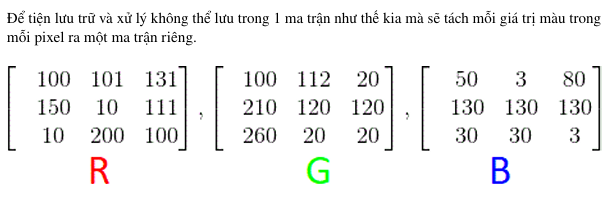 Để tiện lưu trữ và xử lý không thể lưu trong 1 ma trận như thế kia mà sẽ tách mỗi giá trị màu trong
mỗi pixel ra một ma trận riêng.
[ 100 101 131 ] , [ 100 112 20 ] , [ 50 3 80 ]
[ 150 10 111 ] , [ 210 120 120 ] , [ 130 130 130 ]
[ 10 200 100 ] , [ 260 20 20 ] , [ 30 30 3 ]
R G B